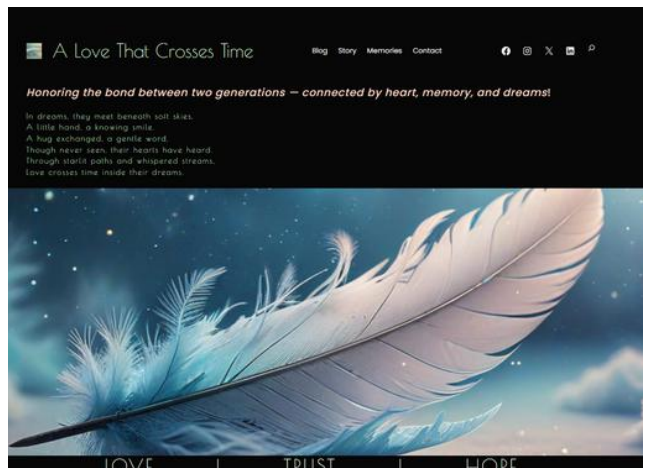 A Love That Crosses Time
Blog Story Memories Contact
Honoring the bond between two generations — connected by heart, memory, and dreams!
In dreams, they meet beneath soft skies,
A little hand, a knowing smile.
A hug exchanged, a gentle word,
Though never seen, their hearts have heard.
Through starlit paths and whispered streams,
Love crosses time inside their dreams.
LOVE | TRUST | HOPE